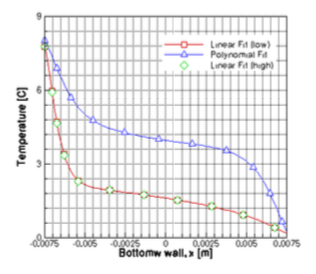 9
Linear Fit (low)
Polynomial Fit
Linear Fit (high)
6
Temperature [C]
3
0
-0.0075 -0.005 -0.0025 0 0.0025 0.005 0.0075
Bottomw wall, x [m]